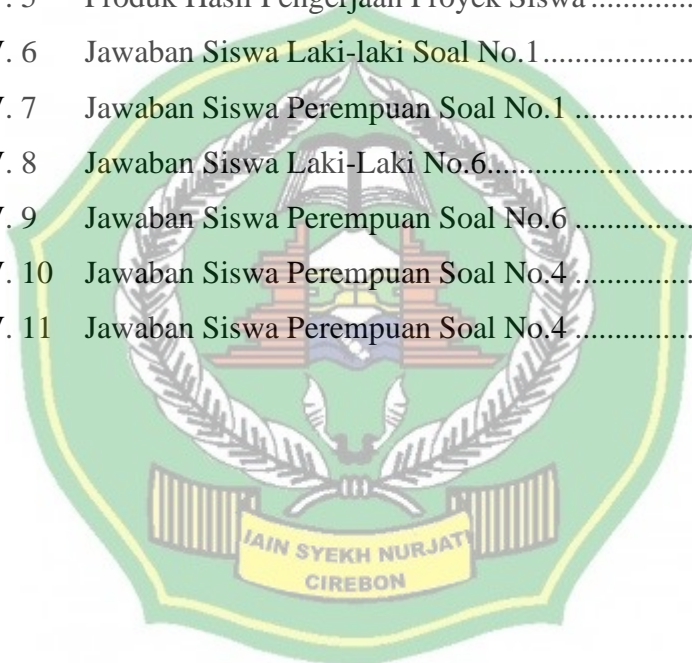 Produk Hasil Pengerjaan Proyek Siswa ............
. 6 Jawaban Siswa Laki-laki Soal No.1 ....................
. 7 Jawaban Siswa Perempuan Soal No.1 ................
. 8 Jawaban Siswa Laki-Laki No.6...........................
. 9 Jawaban Siswa Perempuan Soal No.6 ................
. 10 Jawaban Siswa Perempuan Soal No.4 ...............
. 11 Jawaban Siswa Perempuan Soal No.4 ...............
IAIN SYEKH NURJATI
CIREBON